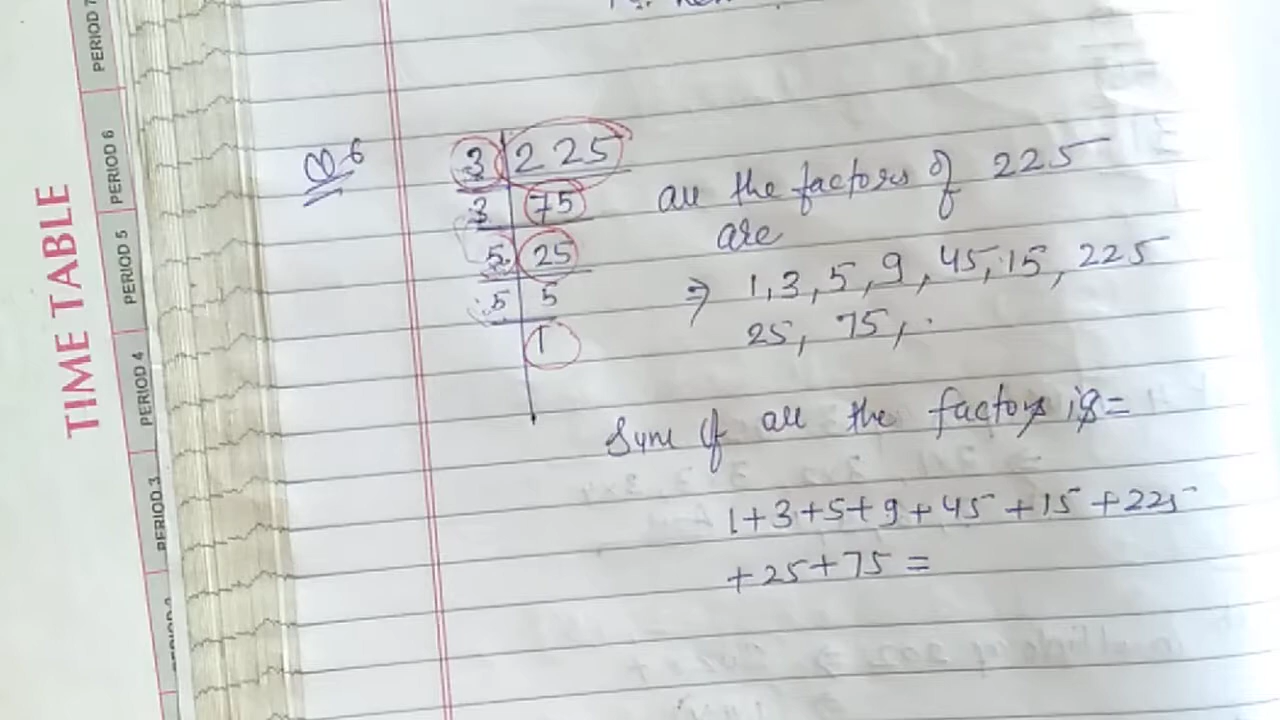 TIME TABLE
PERIOD 7
PERIOD 6
PERIOD 5
PERIOD 4
PERIOD 3
Q6
3 225
3 75
5 25
5 5
1
all the factors of 225
are
⇒ 1,3,5,9,45,15,225
25, 75,.
Sum of all the factors is=
1+3+5+9+45+15+225
+25+75=